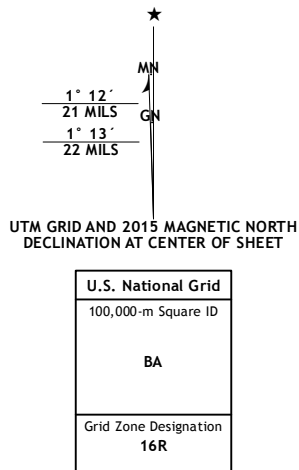 ★
MN
1° 12´
21 MILS
GN
1° 13´
22 MILS
UTM GRID AND 2015 MAGNETIC NORTH
DECLINATION AT CENTER OF SHEET
U.S. National Grid
100,000-m Square ID
BA
Grid Zone Designation
16R